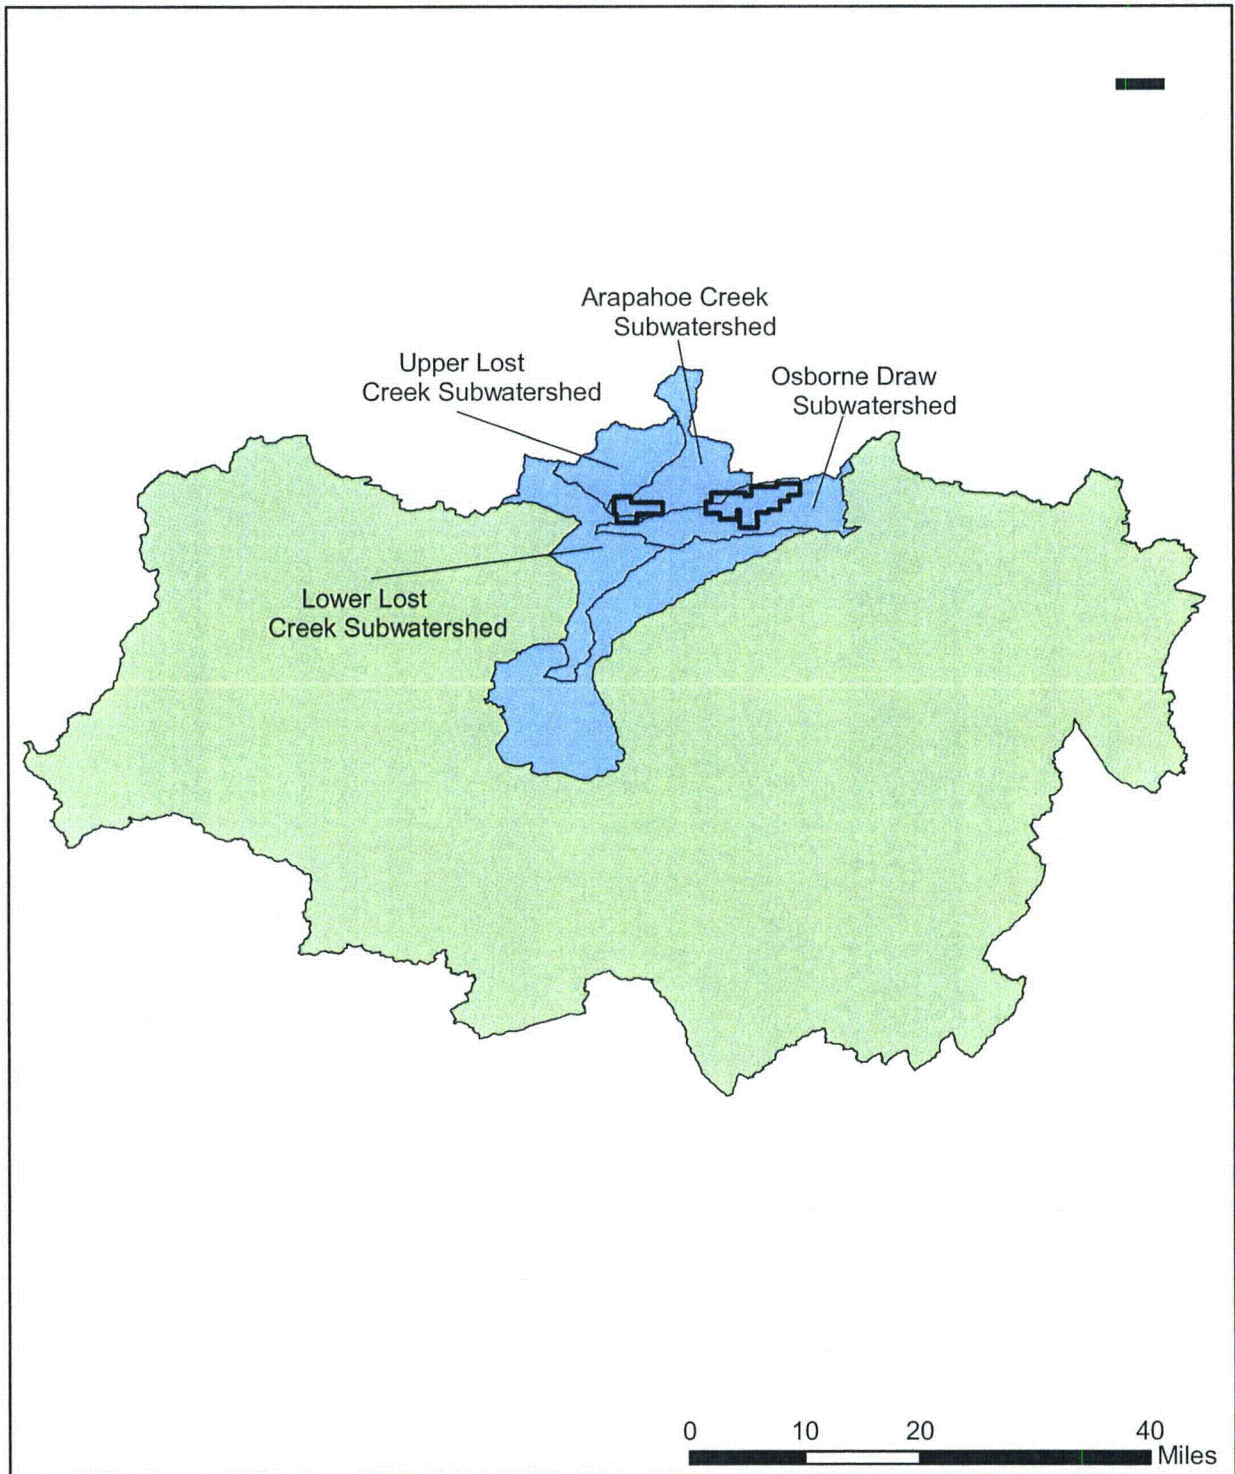 Arapahoe Creek
Subwatershed
Upper Lost
Creek Subwatershed
Osborne Draw
Subwatershed
Lower Lost
Creek Subwatershed
0 10 20 40
Miles